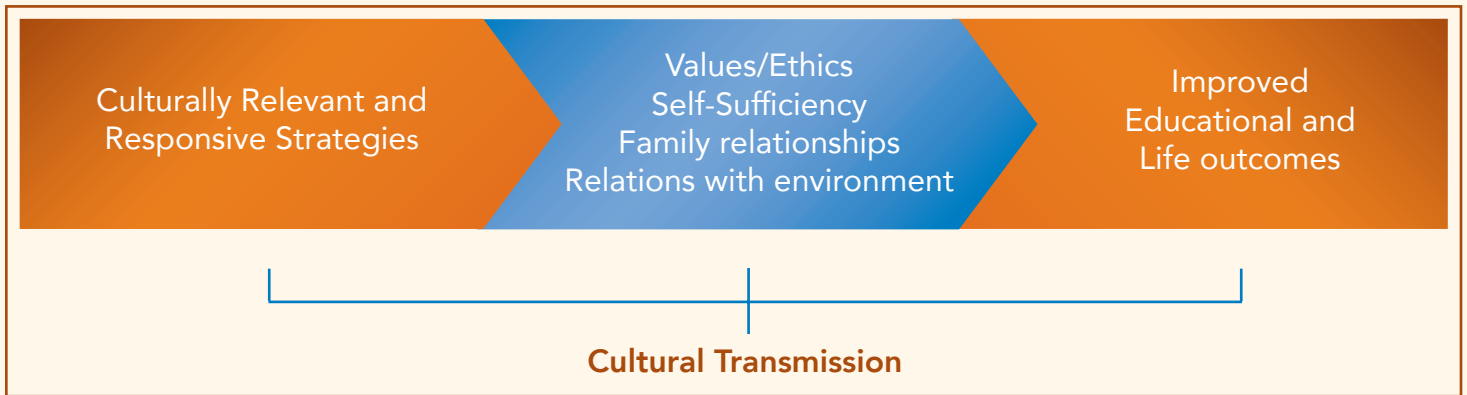 Culturally Relevant and
Responsive Strategies
Values/Ethics
Self-Sufficiency
Family relationships
Relations with environment
Improved
Educational and
Life outcomes
Cultural Transmission